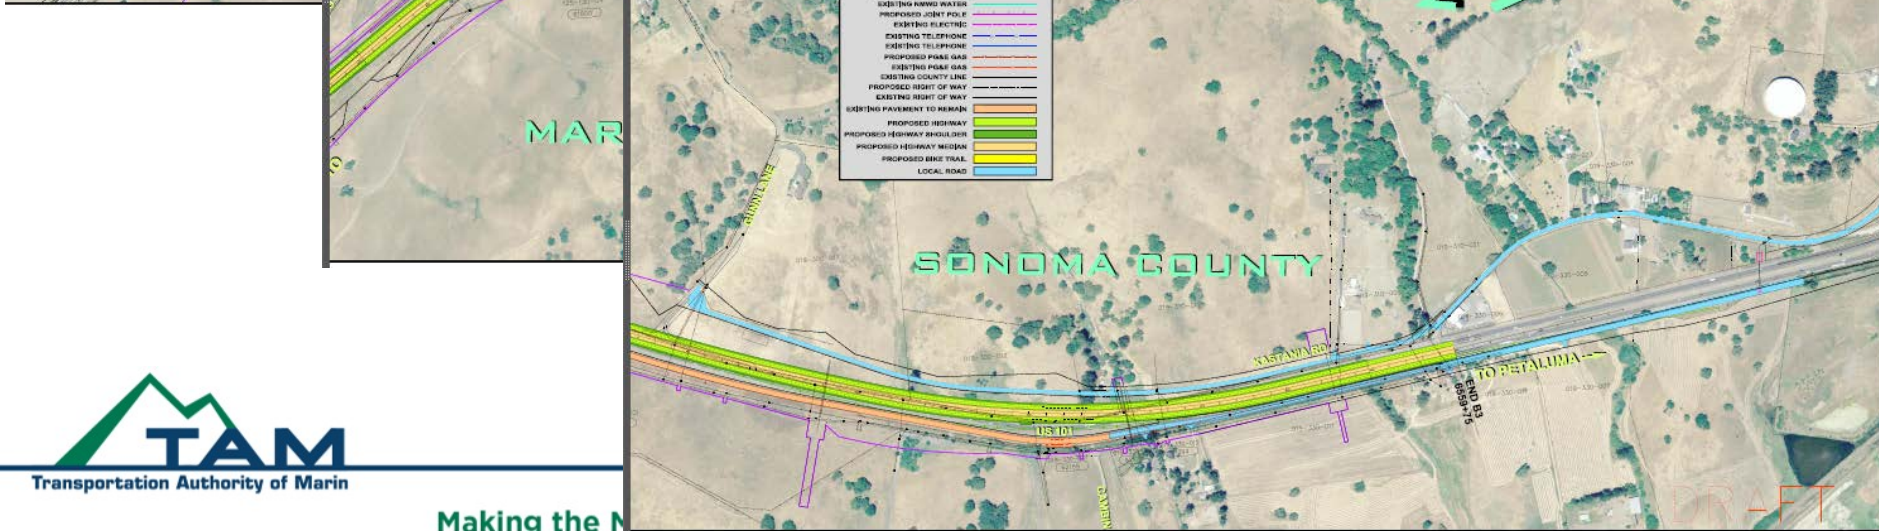 EXISTING NMWD WATER
PROPOSED JOINT POLE
EXISTING ELECTRIC
EXISTING TELEPHONE
EXISTING TELEPHONE
PROPOSED PG&E GAS
EXISTING PG&E GAS
EXISTING COUNTY LINE
PROPOSED RIGHT OF WAY
EXISTING RIGHT OF WAY
EXISTING PAVEMENT TO REMAIN
PROPOSED HIGHWAY
PROPOSED HIGHWAY SHOULDER
PROPOSED HIGHWAY MEDIAN
PROPOSED BIKE TRAIL
LOCAL ROAD
MAR
SONOMA COUNTY
KASTANIA RD
TO PETALUMA
END B3
6559+75
US 101
TAM
Transportation Authority of Marin
Making the
DRAFT